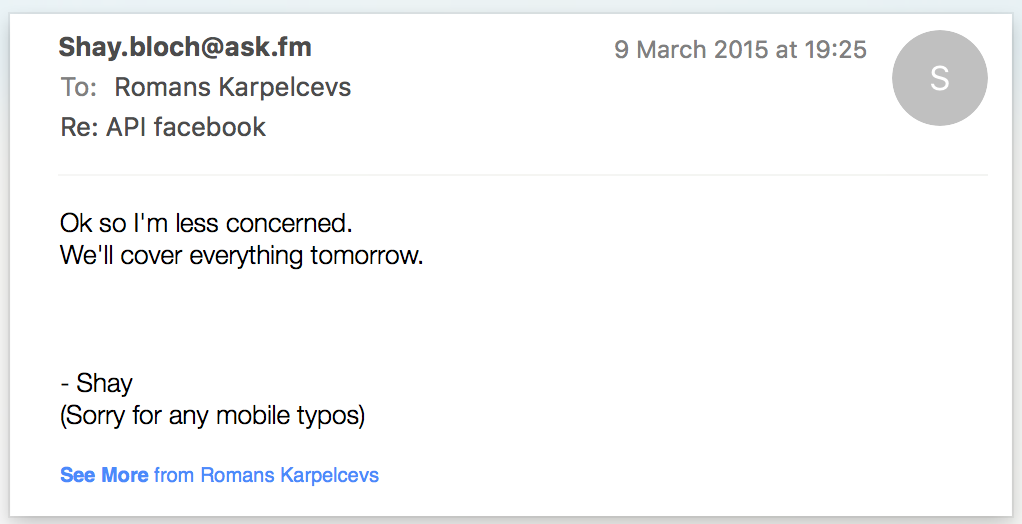 Shay.bloch@ask.fm
9 March 2015 at 19:25
S
To: Romans Karpelcevs
Re: API facebook
Ok so I'm less concerned.
We'll cover everything tomorrow.
- Shay
(Sorry for any mobile typos)
See More from Romans Karpelcevs